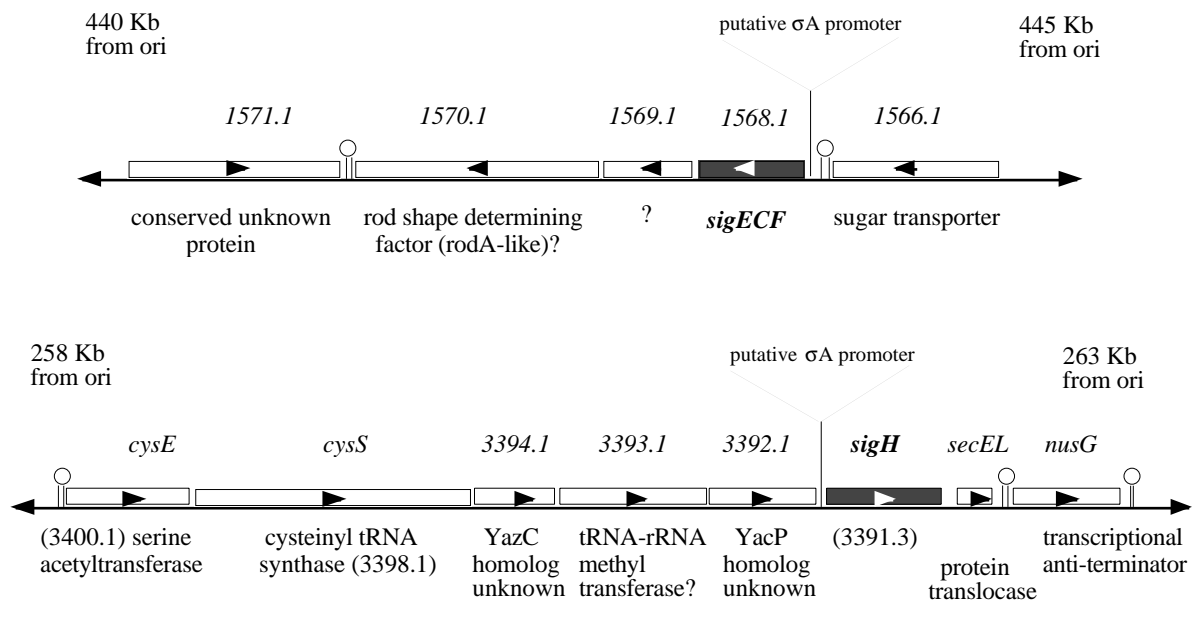 440 Kb
from ori
putative σA promoter
445 Kb
from ori
1571.1 1570.1 1569.1 1568.1 1566.1
conserved unknown
protein
rod shape determining
factor (rodA-like)?
?
sigECF
sugar transporter
258 Kb
from ori
putative σA promoter
263 Kb
from ori
cysE cysS 3394.1 3393.1 3392.1 sigH secEL nusG
(3400.1) serine
acetyltransferase
cysteinyl tRNA
synthase (3398.1)
YazC
homolog
unknown
tRNA-rRNA
methyl
transferase?
YacP
homolog
unknown
(3391.3)
protein
translocase
transcriptional
anti-terminator